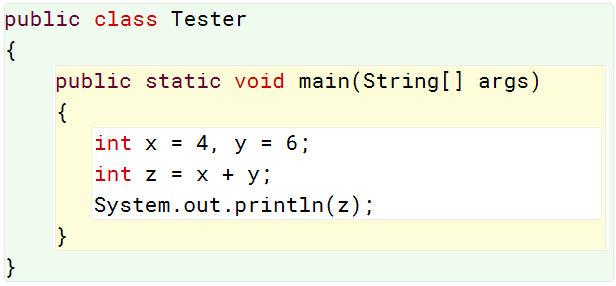 public class Tester
{
public static void main(String[] args)
{
int x = 4, y = 6;
int z = x + y;
System.out.println(z);
}
}